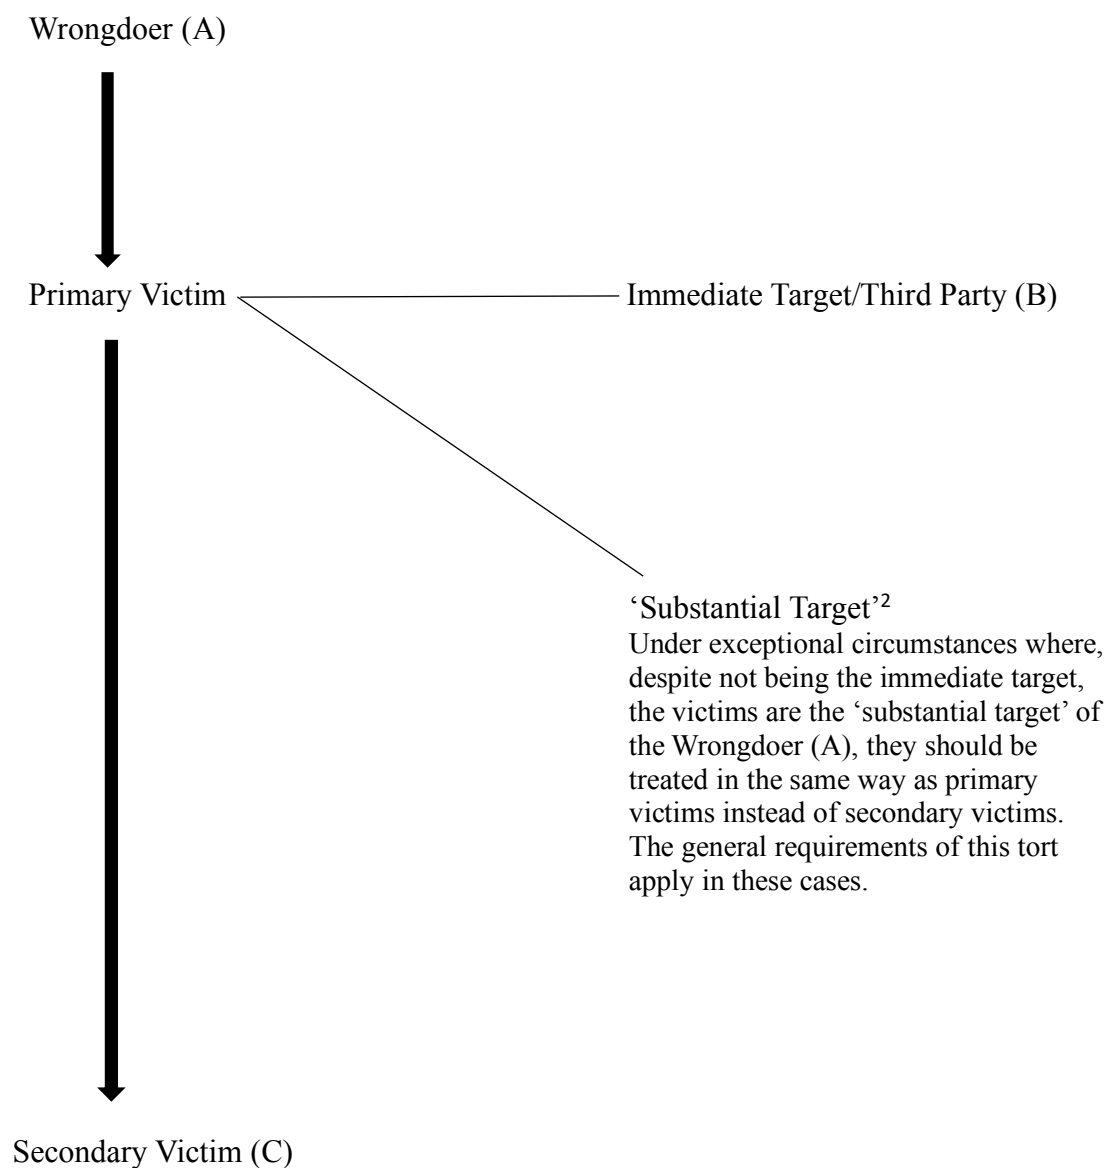 Wrongdoer (A)
Primary Victim
Immediate Target/Third Party (B)
‘Substantial Target’²
Under exceptional circumstances where,
despite not being the immediate target,
the victims are the ‘substantial target’ of
the Wrongdoer (A), they should be
treated in the same way as primary
victims instead of secondary victims.
The general requirements of this tort
apply in these cases.
Secondary Victim (C)